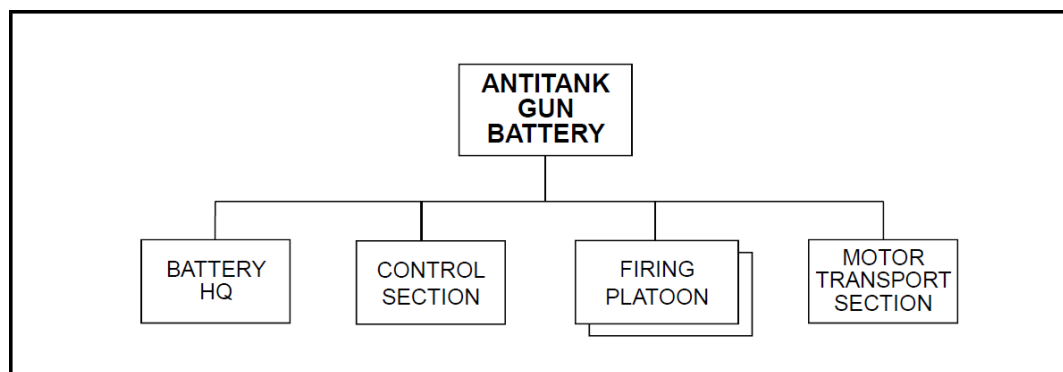 ANTITANK
GUN
BATTERY
BATTERY
HQ
CONTROL
SECTION
FIRING
PLATOON
MOTOR
TRANSPORT
SECTION